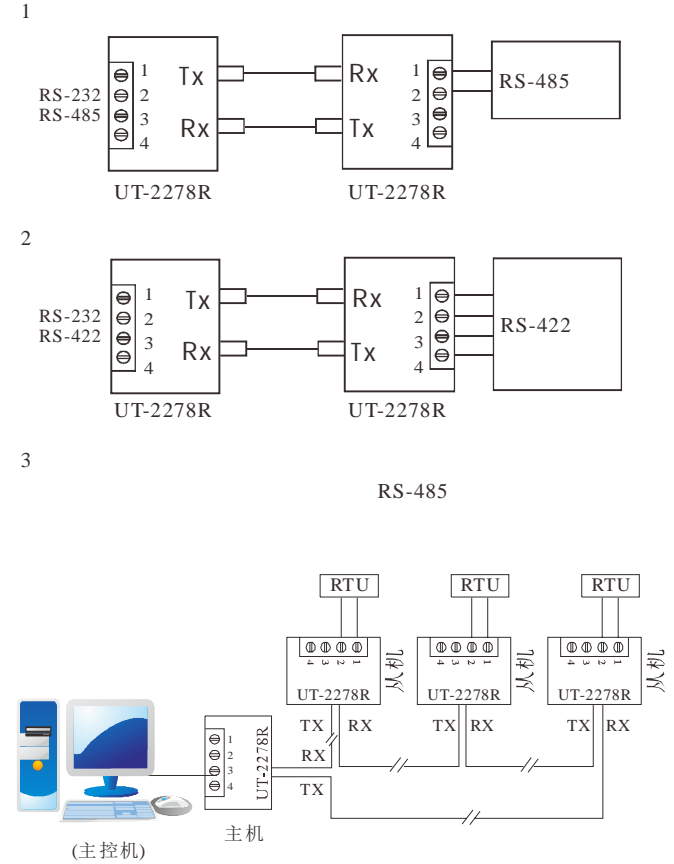 1
Tx
Rx
RS-232
RS-485
1
2
3
4
Rx
Tx
1
2
3
4
RS-485
UT-2278R
UT-2278R
2
Tx
Rx
RS-232
RS-422
1
2
3
4
Rx
Tx
1
2
3
4
RS-422
UT-2278R
UT-2278R
3
RS-485
RTU
RTU
RTU
4 3 2 1
4 3 2 1
4 3 2 1
从机
从机
从机
UT-2278R
UT-2278R
UT-2278R
TX RX
TX RX
TX RX
1
2
3
4
UT-2278R
RX
TX
主机
(主控机)